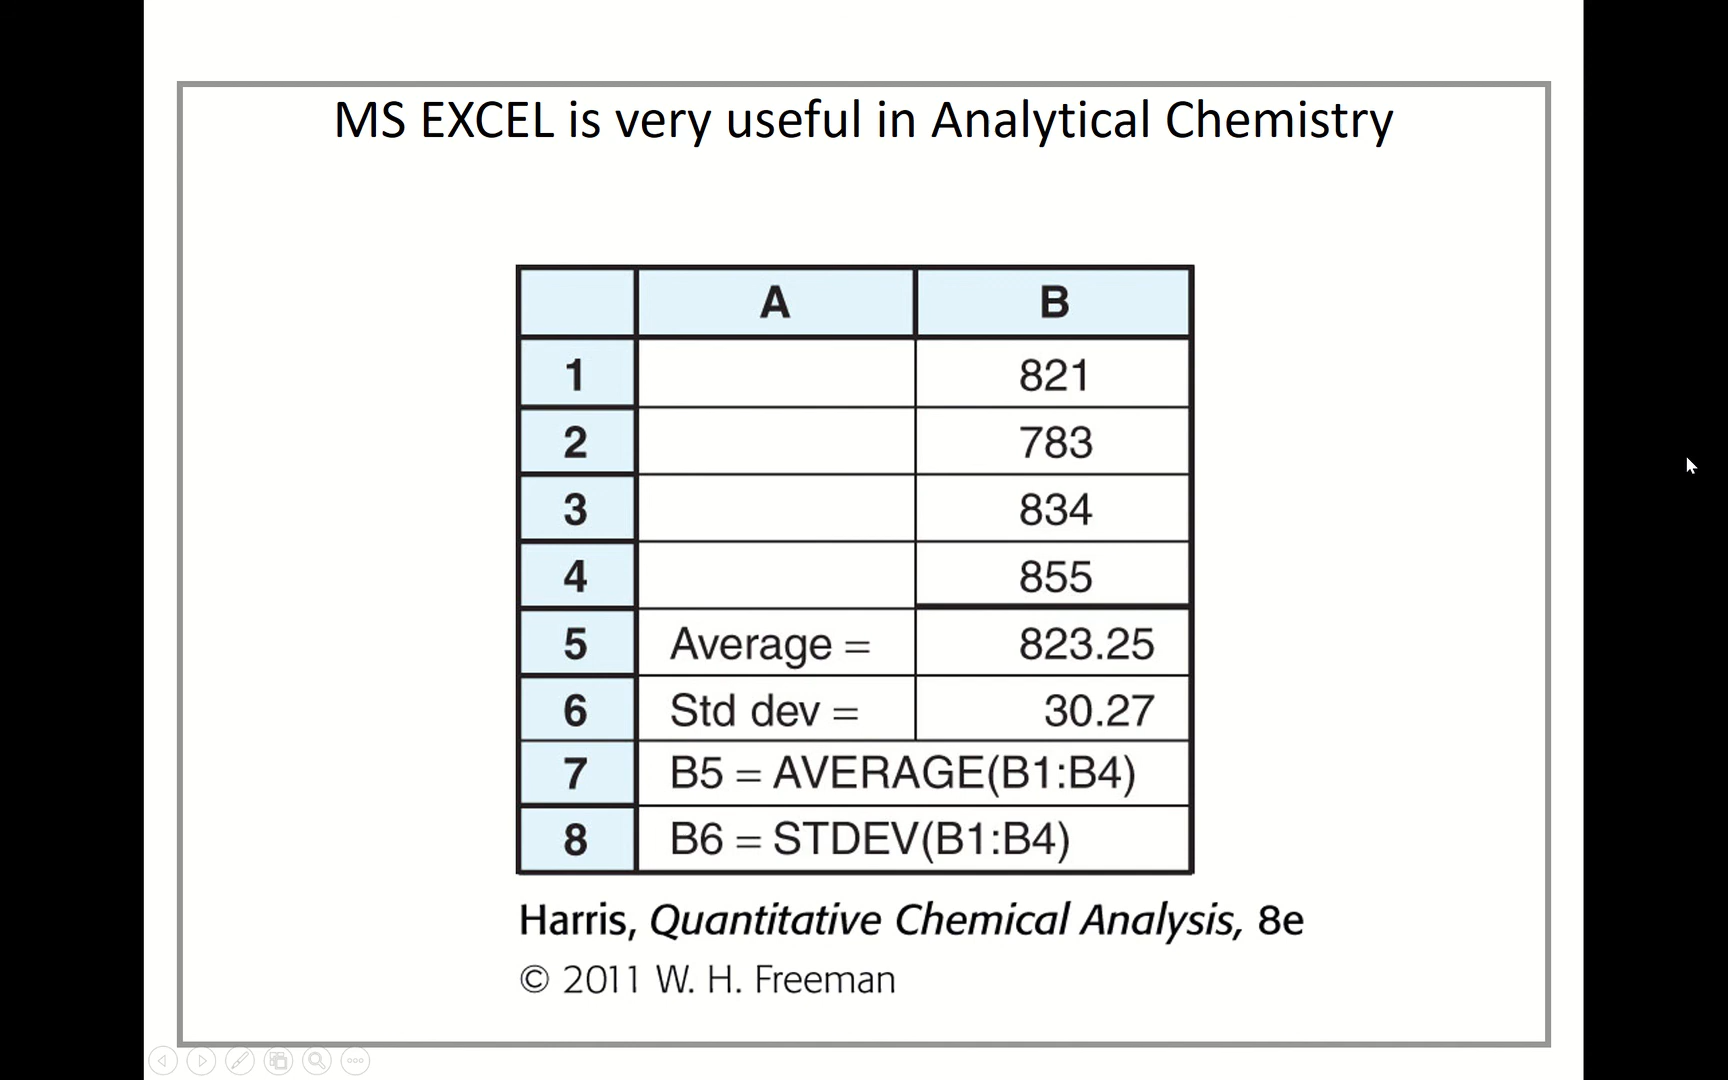 MS EXCEL is very useful in Analytical Chemistry
A B
1 821
2 783
3 834
4 855
5 Average = 823.25
6 Std dev = 30.27
7 B5 = AVERAGE(B1:B4)
8 B6 = STDEV(B1:B4)
Harris, Quantitative Chemical Analysis, 8e
© 2011 W. H. Freeman